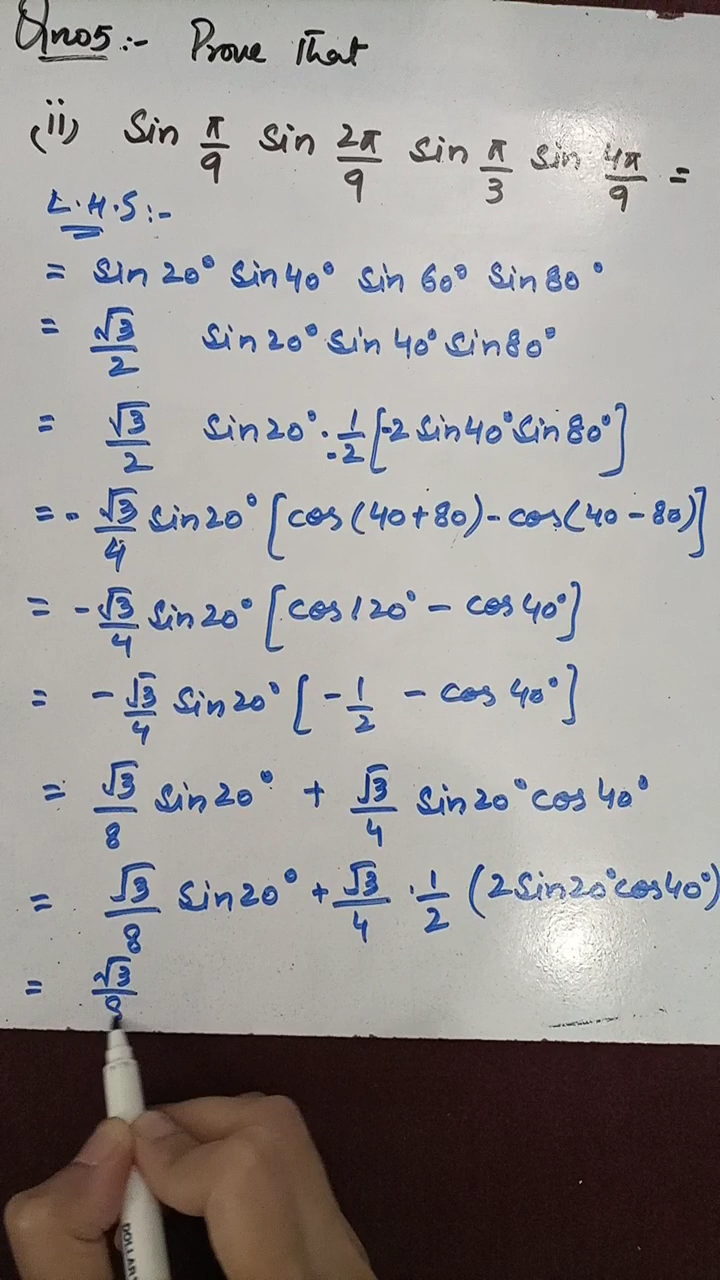 Qno5:- Prove That
(ii) Sin π/9 Sin 2π/9 Sin π/3 Sin 4π/9 =
L.H.S:-
= Sin 20° Sin 40° Sin 60° Sin 80°
= √3/2 Sin 20° Sin 40° Sin 80°
= √3/2 Sin 20° · 1/-2 [-2 Sin 40° Sin 80°]
= - √3/4 Sin 20° [cos(40+80) - cos(40-80)]
= - √3/4 Sin 20° [cos 120° - cos 40°]
= - √3/4 Sin 20° [-1/2 - cos 40°]
= √3/8 Sin 20° + √3/4 Sin 20° cos 40°
= √3/8 Sin 20° + √3/4 · 1/2 (2 Sin 20° cos 40°)
= √3/8
DOLLAR